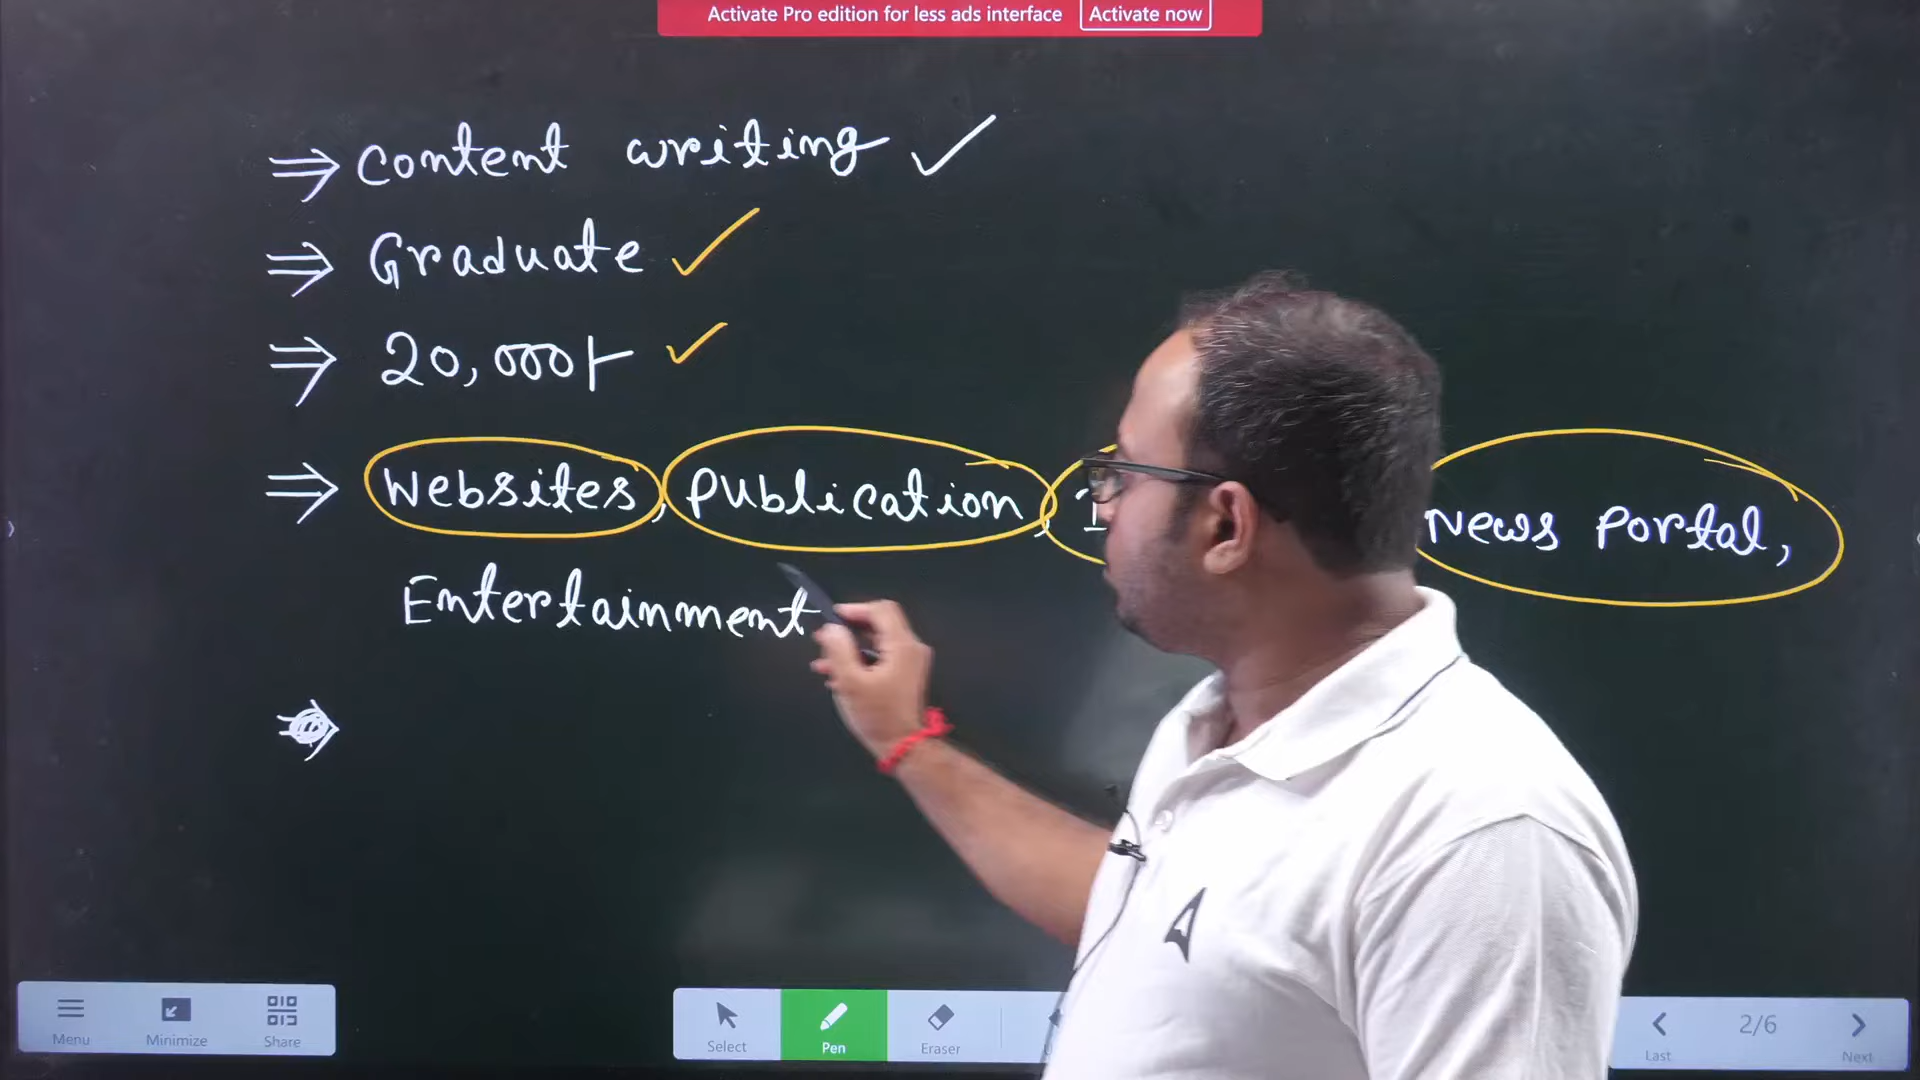 Activate Pro edition for less ads interface Activate now
⇒ Content writing ✓
⇒ Graduate ✓
⇒ 20,000/- ✓
⇒ Websites, Publication, News Portal,
Entertainment
Menu Minimize Share Select Pen Eraser Last 2/6 Next